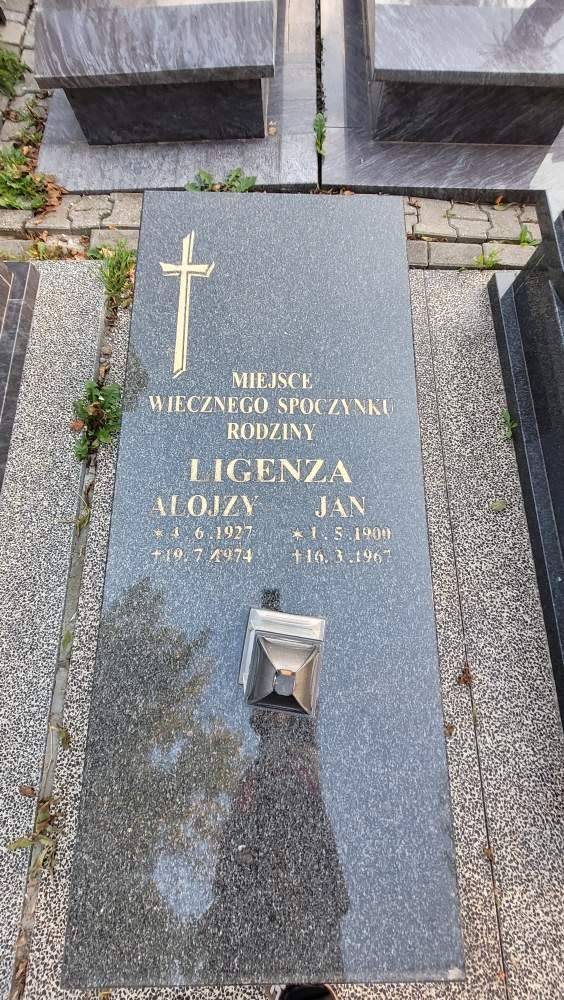 MIEJSCE
WIECZNEGO SPOCZYNKU
RODZINY
LIGENZA
ALOJZY JAN
* 4. 6.1927 * 1. 5.1900
+19. 7.1974 +16. 3.1967